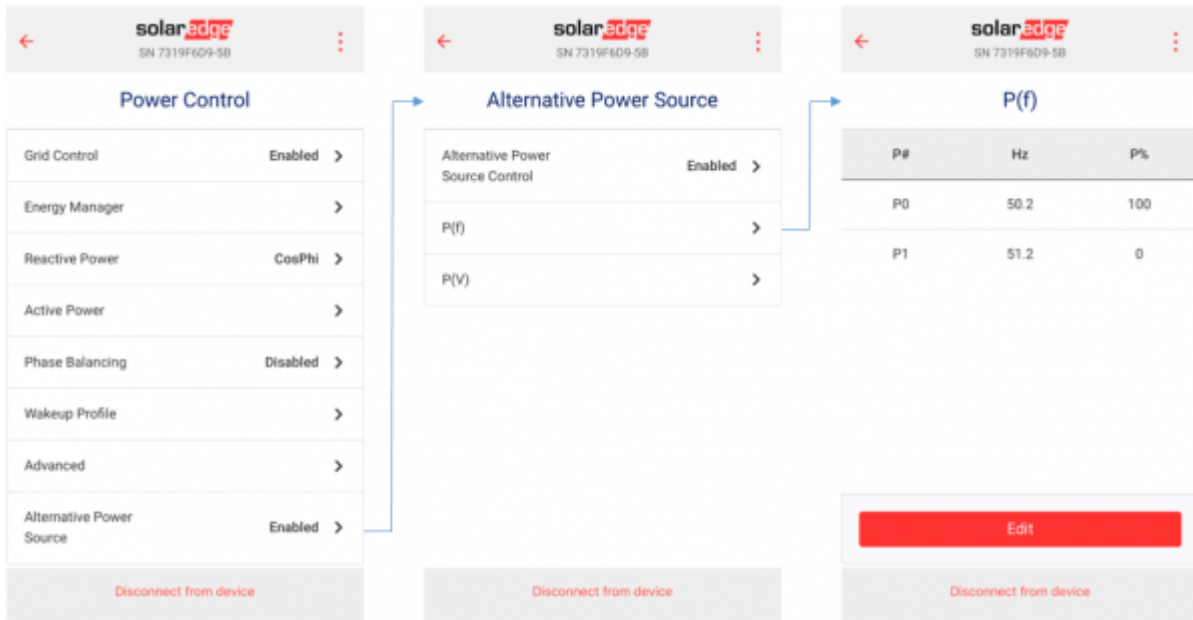 solaredge
SN 7319F6D9-5B
Power Control
Grid Control Enabled
Energy Manager
Reactive Power CosPhi
Active Power
Phase Balancing Disabled
Wakeup Profile
Advanced
Alternative Power
Source Enabled
Disconnect from device
solaredge
SN 7319F6D9-5B
Alternative Power Source
Alternative Power
Source Control Enabled
P(f)
P(V)
Disconnect from device
solaredge
SN 7319F6D9-5B
P(f)
P# Hz P%
P0 50.2 100
P1 51.2 0
Edit
Disconnect from device